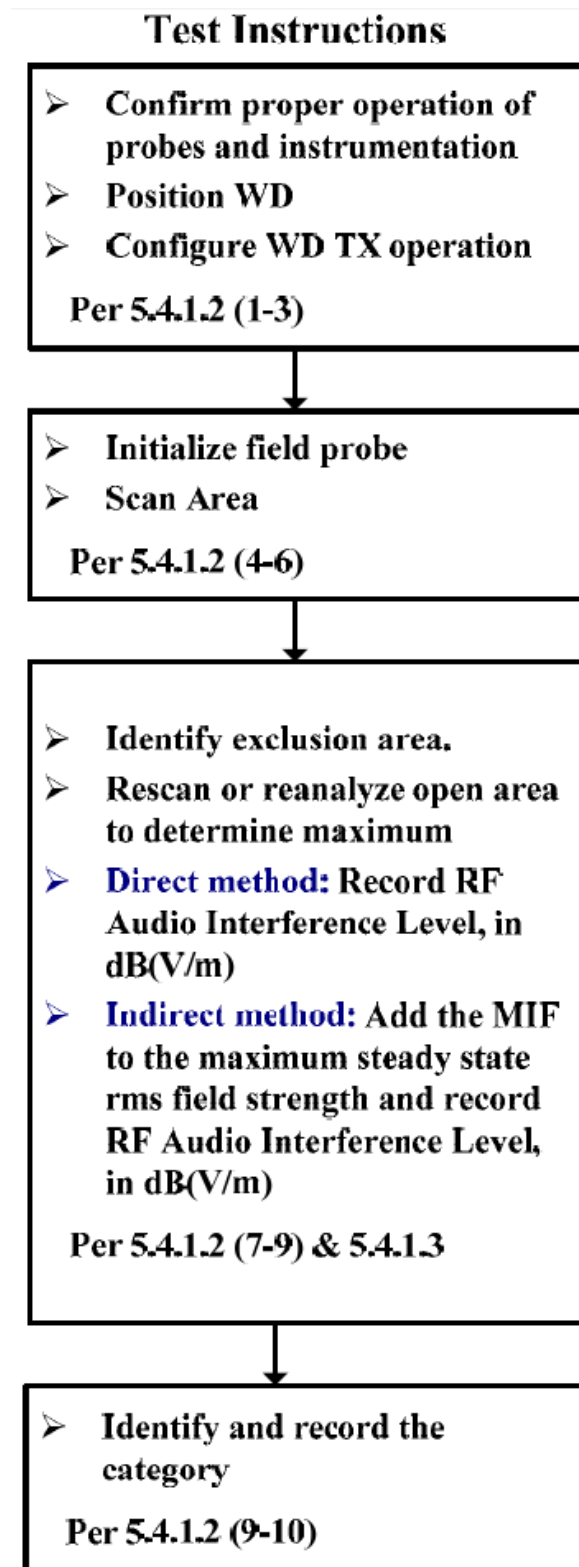 Test Instructions
➢ Confirm proper operation of
probes and instrumentation
➢ Position WD
➢ Configure WD TX operation
Per 5.4.1.2 (1-3)
➢ Initialize field probe
➢ Scan Area
Per 5.4.1.2 (4-6)
➢ Identify exclusion area.
➢ Rescan or reanalyze open area
to determine maximum
➢ Direct method: Record RF
Audio Interference Level, in
dB(V/m)
➢ Indirect method: Add the MIF
to the maximum steady state
rms field strength and record
RF Audio Interference Level,
in dB(V/m)
Per 5.4.1.2 (7-9) & 5.4.1.3
➢ Identify and record the
category
Per 5.4.1.2 (9-10)